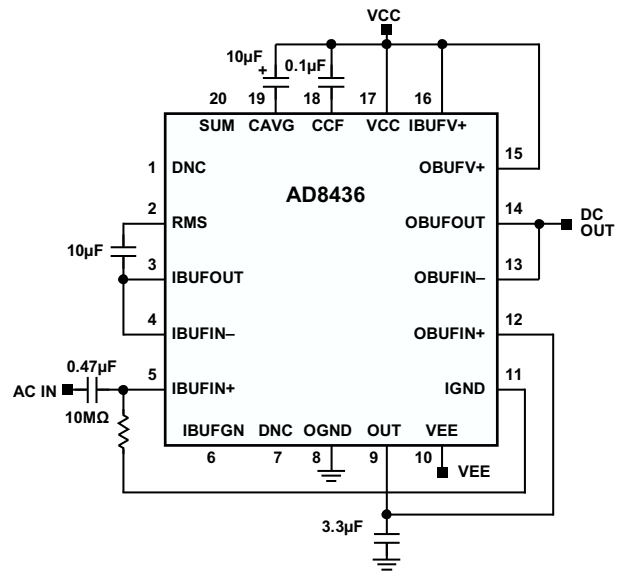 VCC
10µF
+
0.1µF
20 19 18 17 16
SUM CAVG CCF VCC IBUFV+
1 DNC
OBUFV+ 15
AD8436
2 RMS
OBUFOUT 14
DC OUT
10µF
3 IBUFOUT
OBUFIN– 13
4 IBUFIN–
OBUFIN+ 12
0.47µF
AC IN
5 IBUFIN+
IGND 11
10MΩ
IBUFGN DNC OGND OUT VEE
6 7 8 9 10
VEE
3.3µF